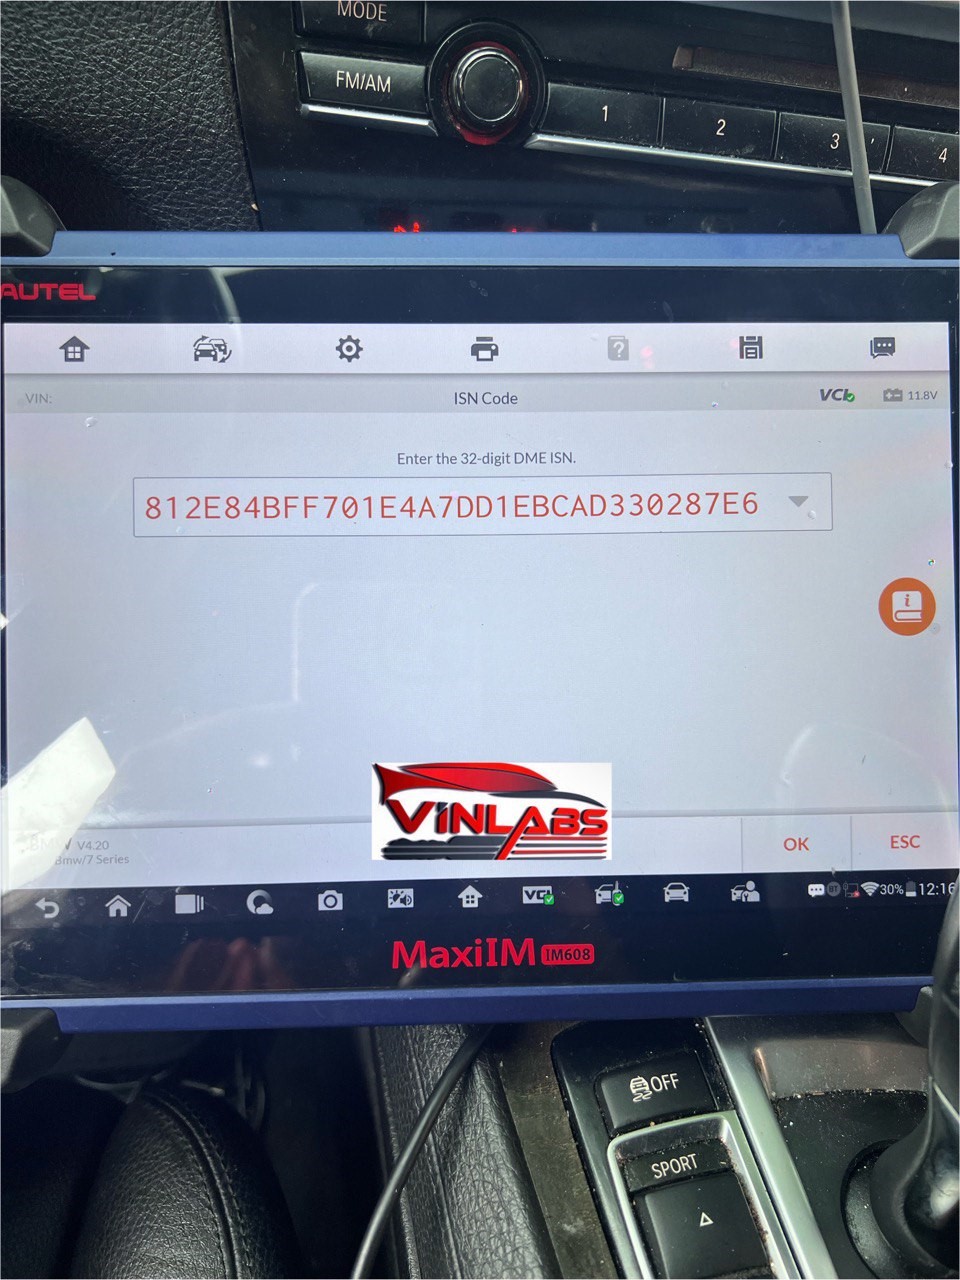 MODE
FM/AM
1
2
3
4
AUTEL
VIN:
ISN Code
VCI
11.8V
Enter the 32-digit DME ISN.
812E84BFF701E4A7DD1EBCAD330287E6
i
VINLABS
BMW V4.20
Bmw/7 Series
OK
ESC
VCI
30%
12:16
MaxiIM IM608
OFF
SPORT